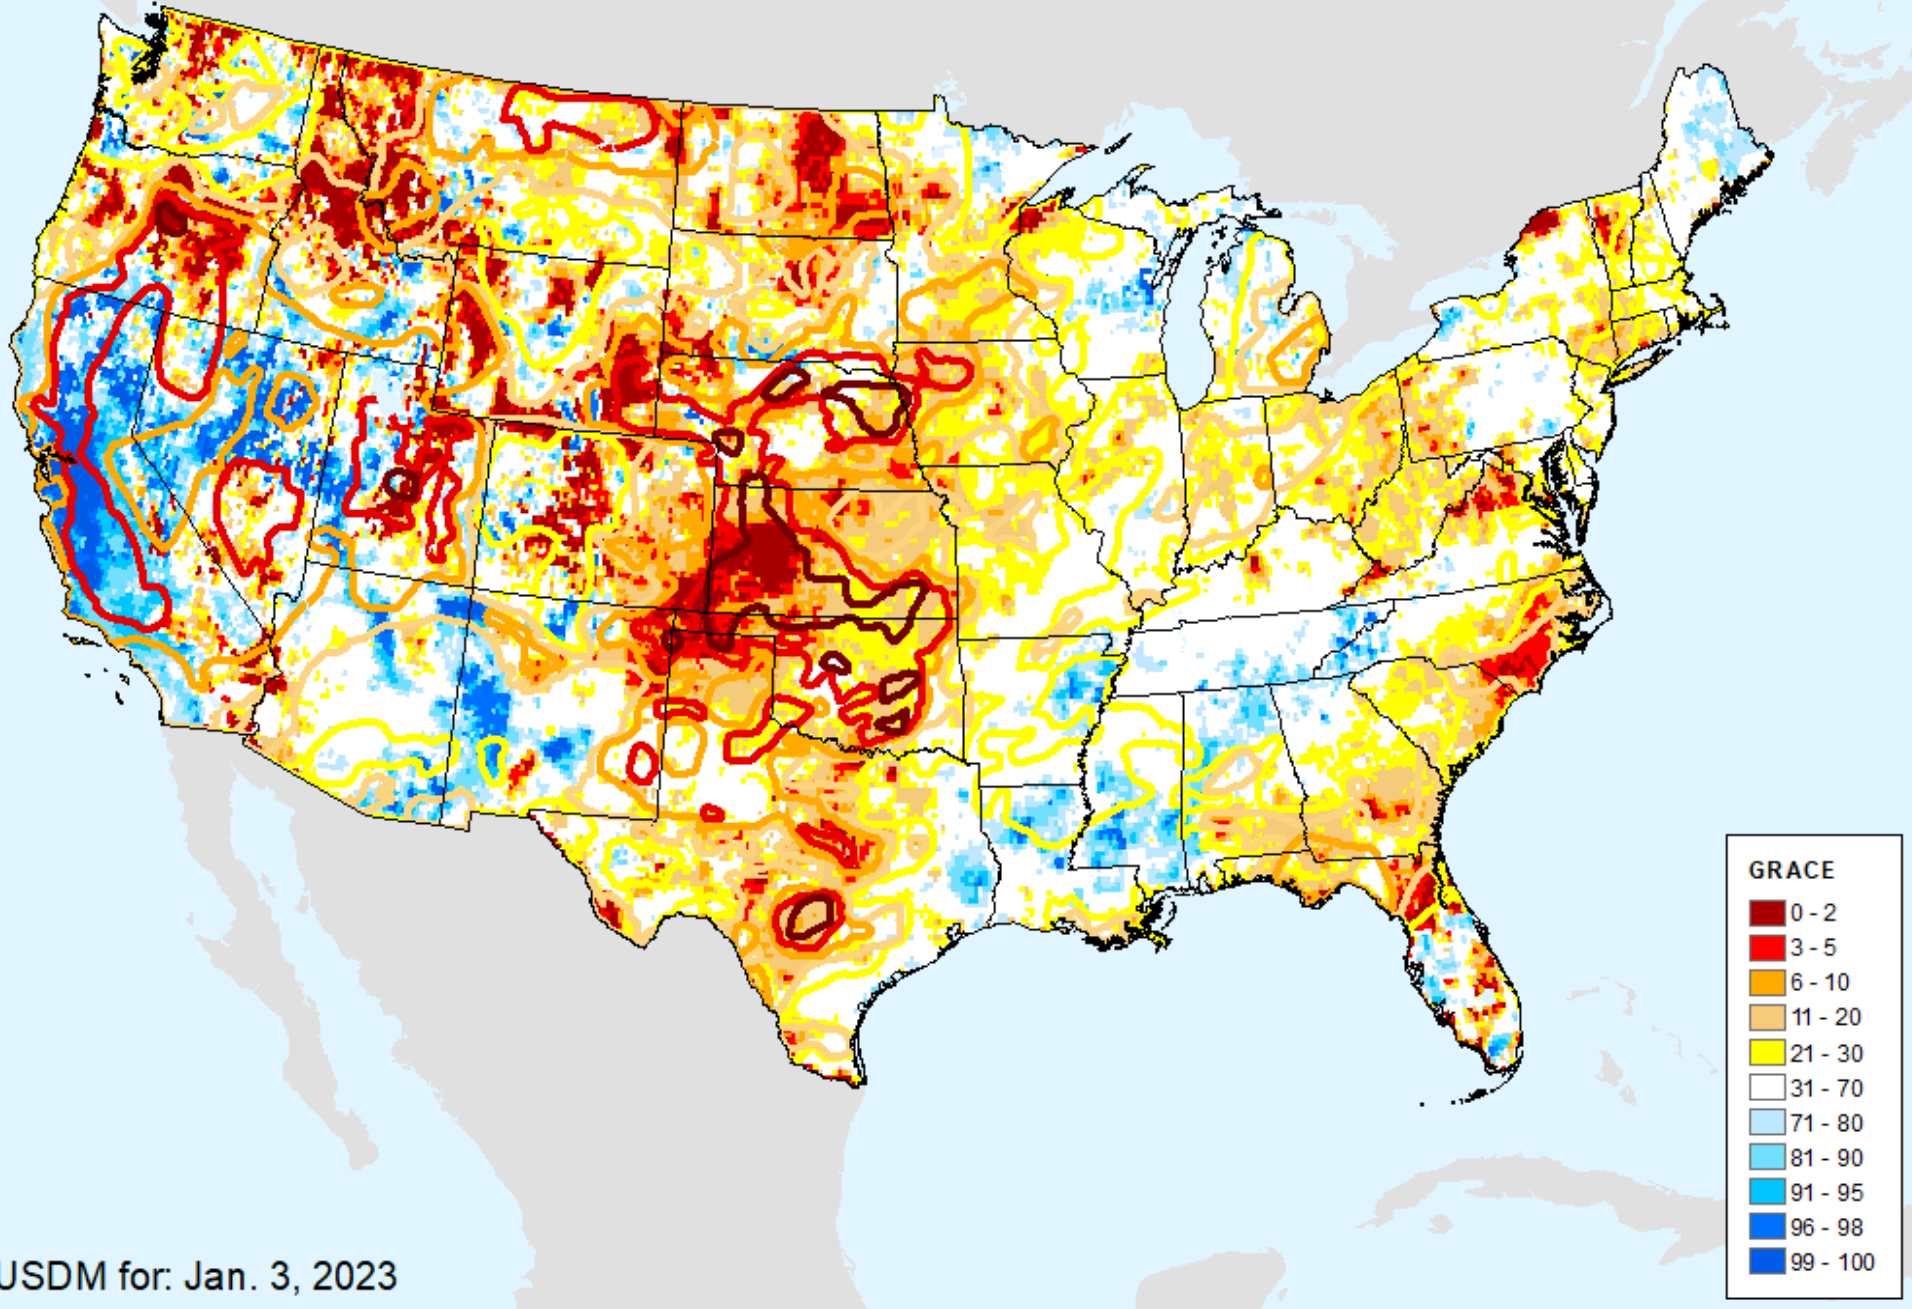 GRACE
0 - 2
3 - 5
6 - 10
11 - 20
21 - 30
31 - 70
71 - 80
81 - 90
91 - 95
96 - 98
99 - 100
USDM for: Jan. 3, 2023